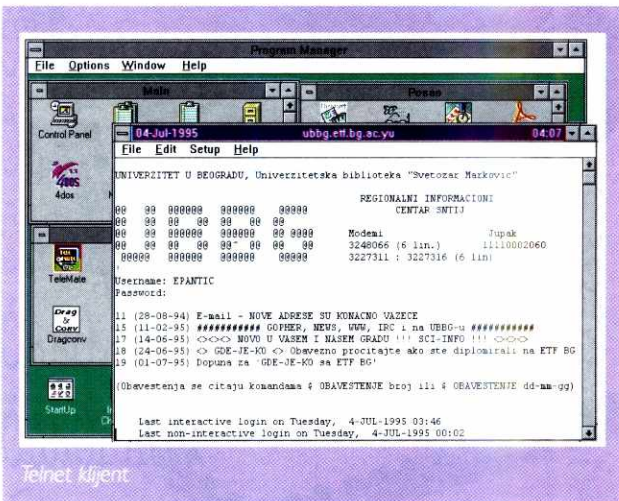 Program Manager
File Options Window Help
Main
Posao
Control Panel
4DOS
4dos
TeleMate
Drag & Conv
Dragconv
StartUp
04-Jul-1995 ubbg.etf.bg.ac.yu 04:07
File Edit Setup Help
UNIVERZITET U BEOGRADU, Univerzitetska biblioteka "Svetozar Markovic"
REGIONALNI INFORMACIONI
@@ @@ @@@@@@ @@@@@@ @@@@@ CENTAR SNTIJ
@@ @@ @@ @@ @@ @@ @@
@@ @@ @@@@@@ @@@@@@ @@ @@@@ Modemi Jupak
@@ @@ @@ @@ @@ @@ @@ @@ 3248066 (6 lin.) 11110002060
@@@@@ @@@@@@ @@@@@@ @@@@@ 3227311 : 3227316 (6 lin)
Username: EPANTIC
Password:
11 (28-08-94) E-mail - NOVE ADRESE SU KONACNO VAZECE
15 (11-02-95) ########### GOPHER, NEWS, WWW, IRC i na UBBG-u ###########
17 (14-06-95) <><><> NOVO U VASEM I NASEM GRADU !!! SCI-INFO !!! <><><>
18 (24-06-95) <> GDE-JE-KO <> Obavezno procitajte ako ste diplomirali na ETF BG
19 (01-07-95) Dopuna za 'GDE-JE-KO sa ETF BG'
(Obavestenja se citaju komandama $ OBAVESTENJE broj ili $ OBAVESTENJE dd-mm-gg)
Last interactive login on Tuesday, 4-JUL-1995 03:46
Last non-interactive login on Tuesday, 4-JUL-1995 00:02
Telnet klijent